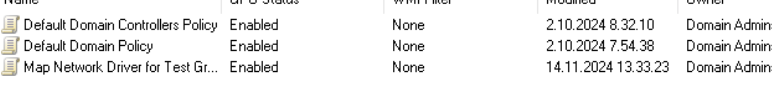 Name GPO Status WMI Filter Modified Owner
Default Domain Controllers Policy Enabled None 2.10.2024 8.32.10 Domain Admins
Default Domain Policy Enabled None 2.10.2024 7.54.38 Domain Admins
Map Network Driver for Test Gr... Enabled None 14.11.2024 13.33.23 Domain Admins